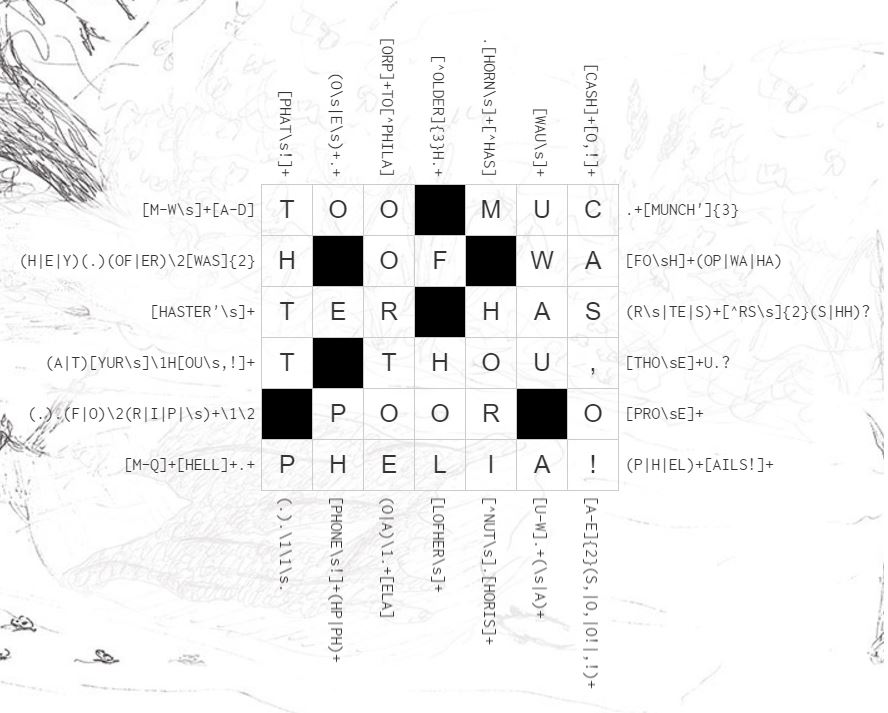 [PHAT\s!]+
(O\s|E\s)+.+
[ORP]+TO[^PHILA]
[^OLDER]{3}H.+
.[HORN\s]+[^HAS]
[WAU\s]+
[CASH]+[O,!]+
[M-W\s]+[A-D] T O O M U C .+[MUNCH']{3}
(H|E|Y)(.)(OF|ER)\2[WAS]{2} H O F W A [FO\sH]+(OP|WA|HA)
[HASTER'\s]+ T E R H A S (R\s|TE|S)+[^RS\s]{2}(S|HH)?
(A|T)[YUR\s]\1H[OU\s,!]+ T T H O U , [THO\sE]+U.?
(.).(F|O)\2(R|I|P|\s)+\1\2 P O O R O [PRO\sE]+
[M-Q]+[HELL]+.+ P H E L I A ! (P|H|EL)+[AILS!]+
(.).\1\1\s.
[PHONE\s!]+(HP|PH)+
(O|A)\1.+[ELA]
[LOFHER\s]+
[^NUT\s].[HORIS]+
[U-W].+(\s|A)+
[A-E]{2}(S,|O,|O!|,!)+